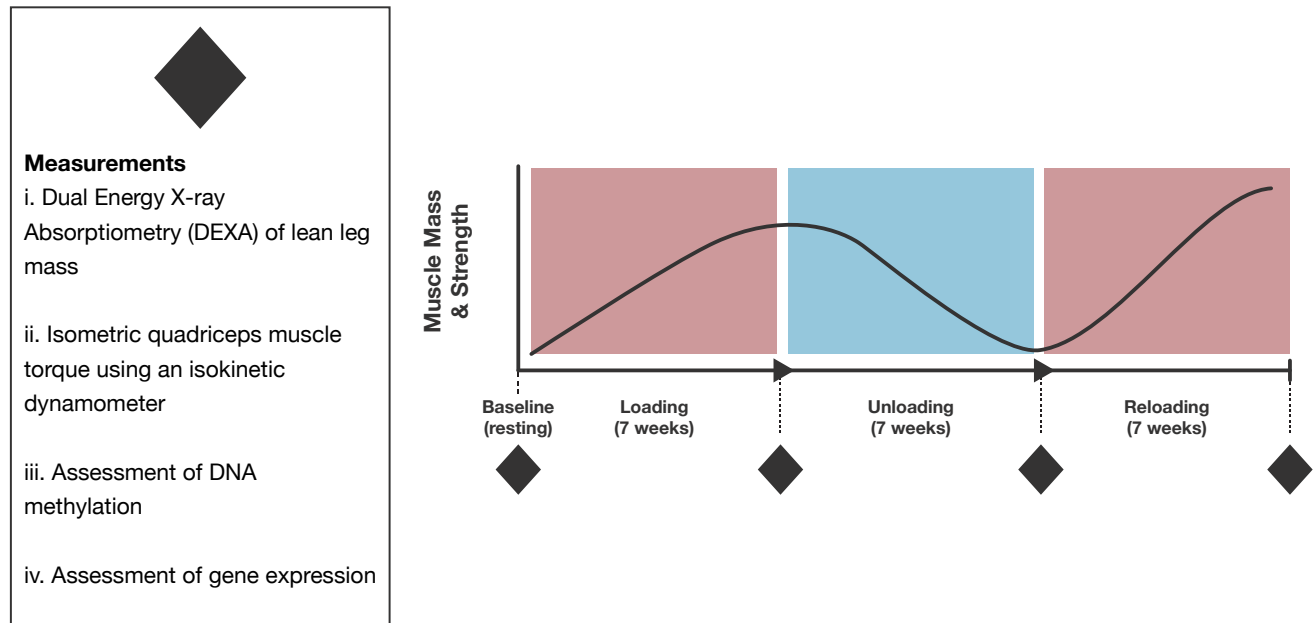 Measurements
i. Dual Energy X-ray
Absorptiometry (DEXA) of lean leg
mass
ii. Isometric quadriceps muscle
torque using an isokinetic
dynamometer
iii. Assessment of DNA
methylation
iv. Assessment of gene expression
Muscle Mass
& Strength
Baseline
(resting)
Loading
(7 weeks)
Unloading
(7 weeks)
Reloading
(7 weeks)